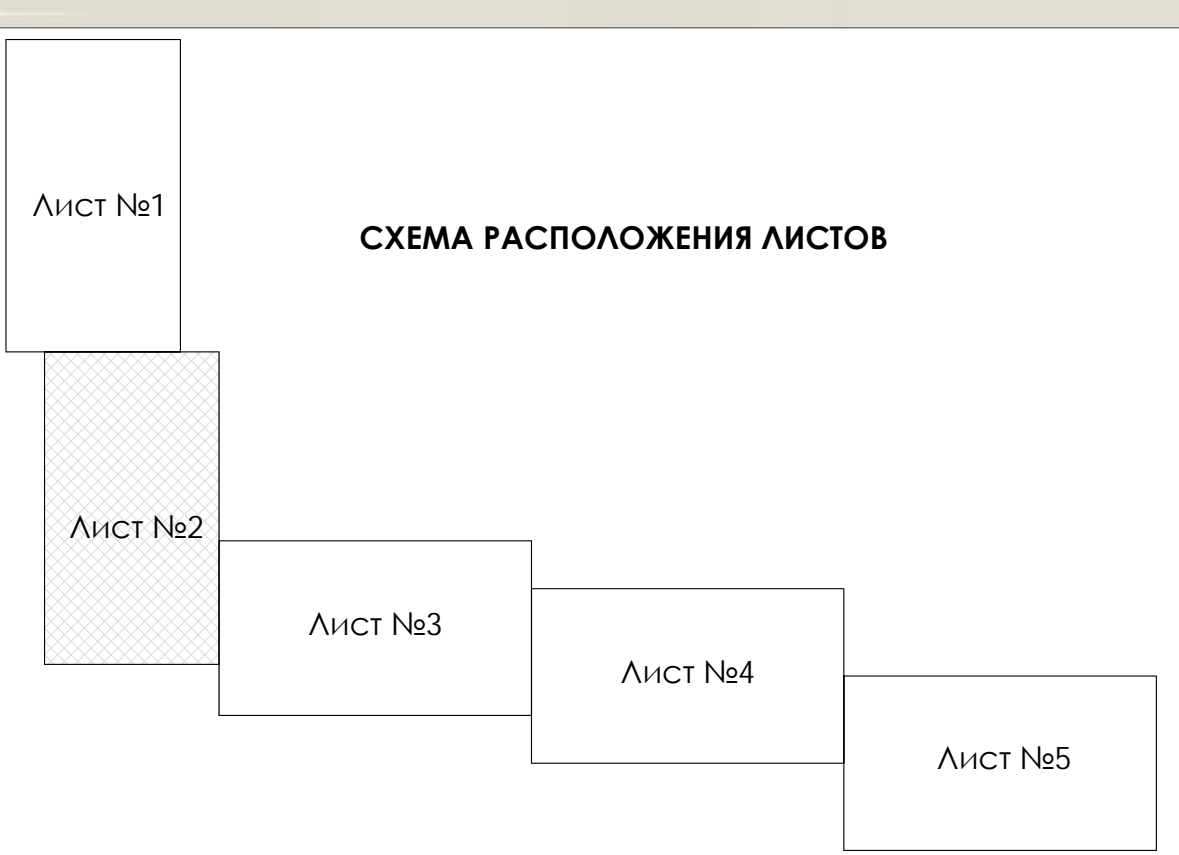 Лист №1
СХЕМА РАСПОЛОЖЕНИЯ ЛИСТОВ
Лист №2
Лист №3
Лист №4
Лист №5